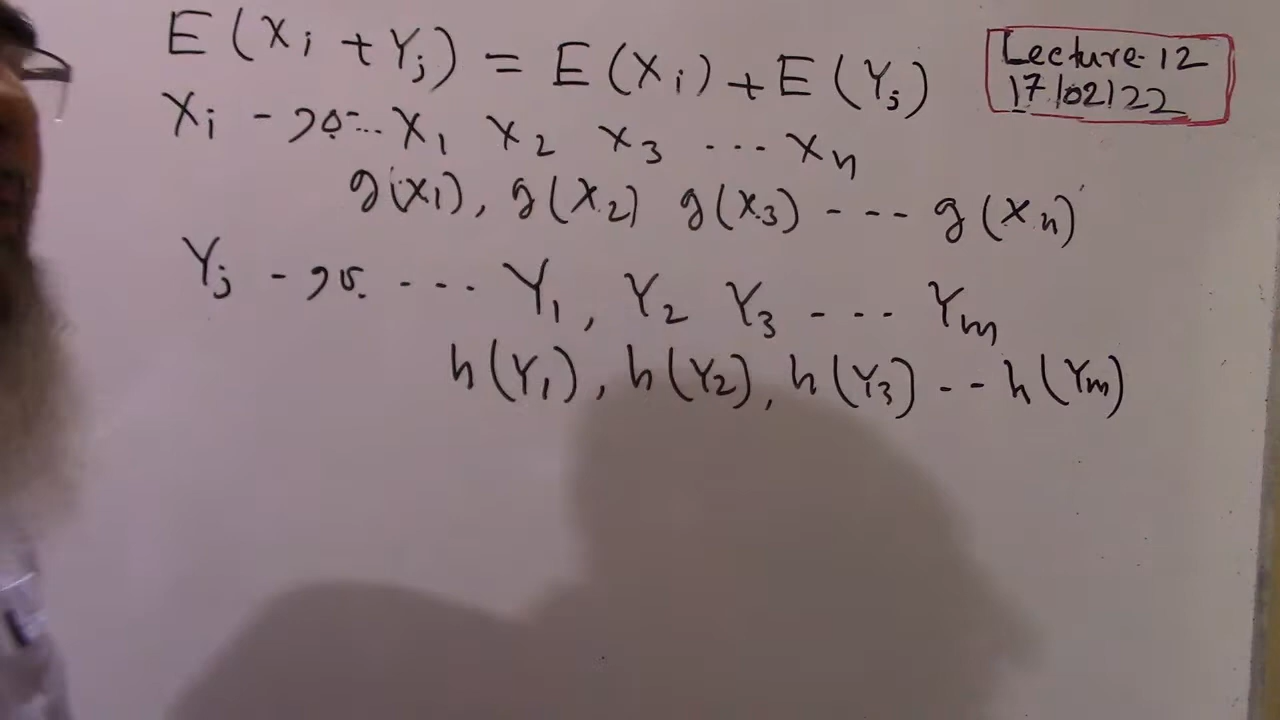 E(Xi + Yj) = E(Xi) + E(Yj)
Lecture-12
17/02/22
Xi - ... X1 X2 X3 ... Xn
g(X1), g(X2) g(X3) --- g(Xn)
Yj - --- Y1, Y2 Y3 - ... Ym
h(Y1), h(Y2), h(Y3) -- h(Ym)